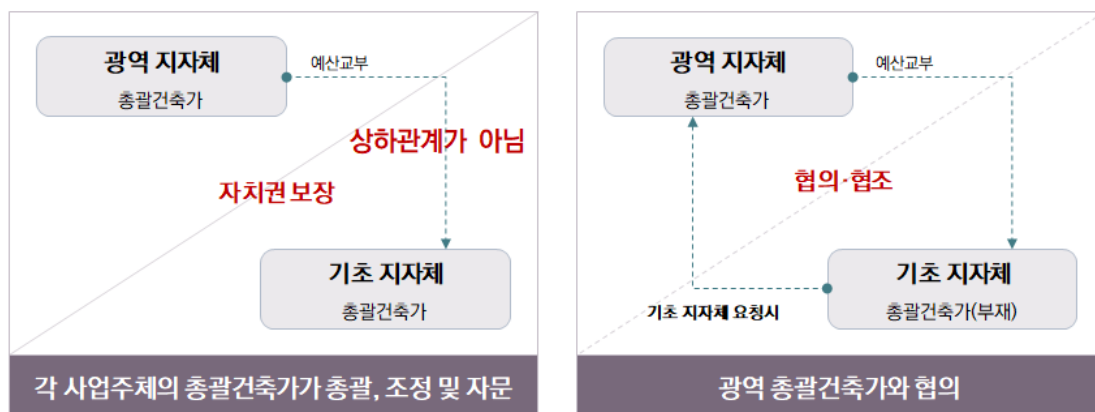 광역 지자체
총괄건축가
예산교부
상하관계가 아님
자치권 보장
기초 지자체
총괄건축가
각 사업주체의 총괄건축가가 총괄, 조정 및 자문
광역 지자체
총괄건축가
예산교부
협의·협조
기초 지자체
총괄건축가(부재)
기초 지자체 요청시
광역 총괄건축가와 협의